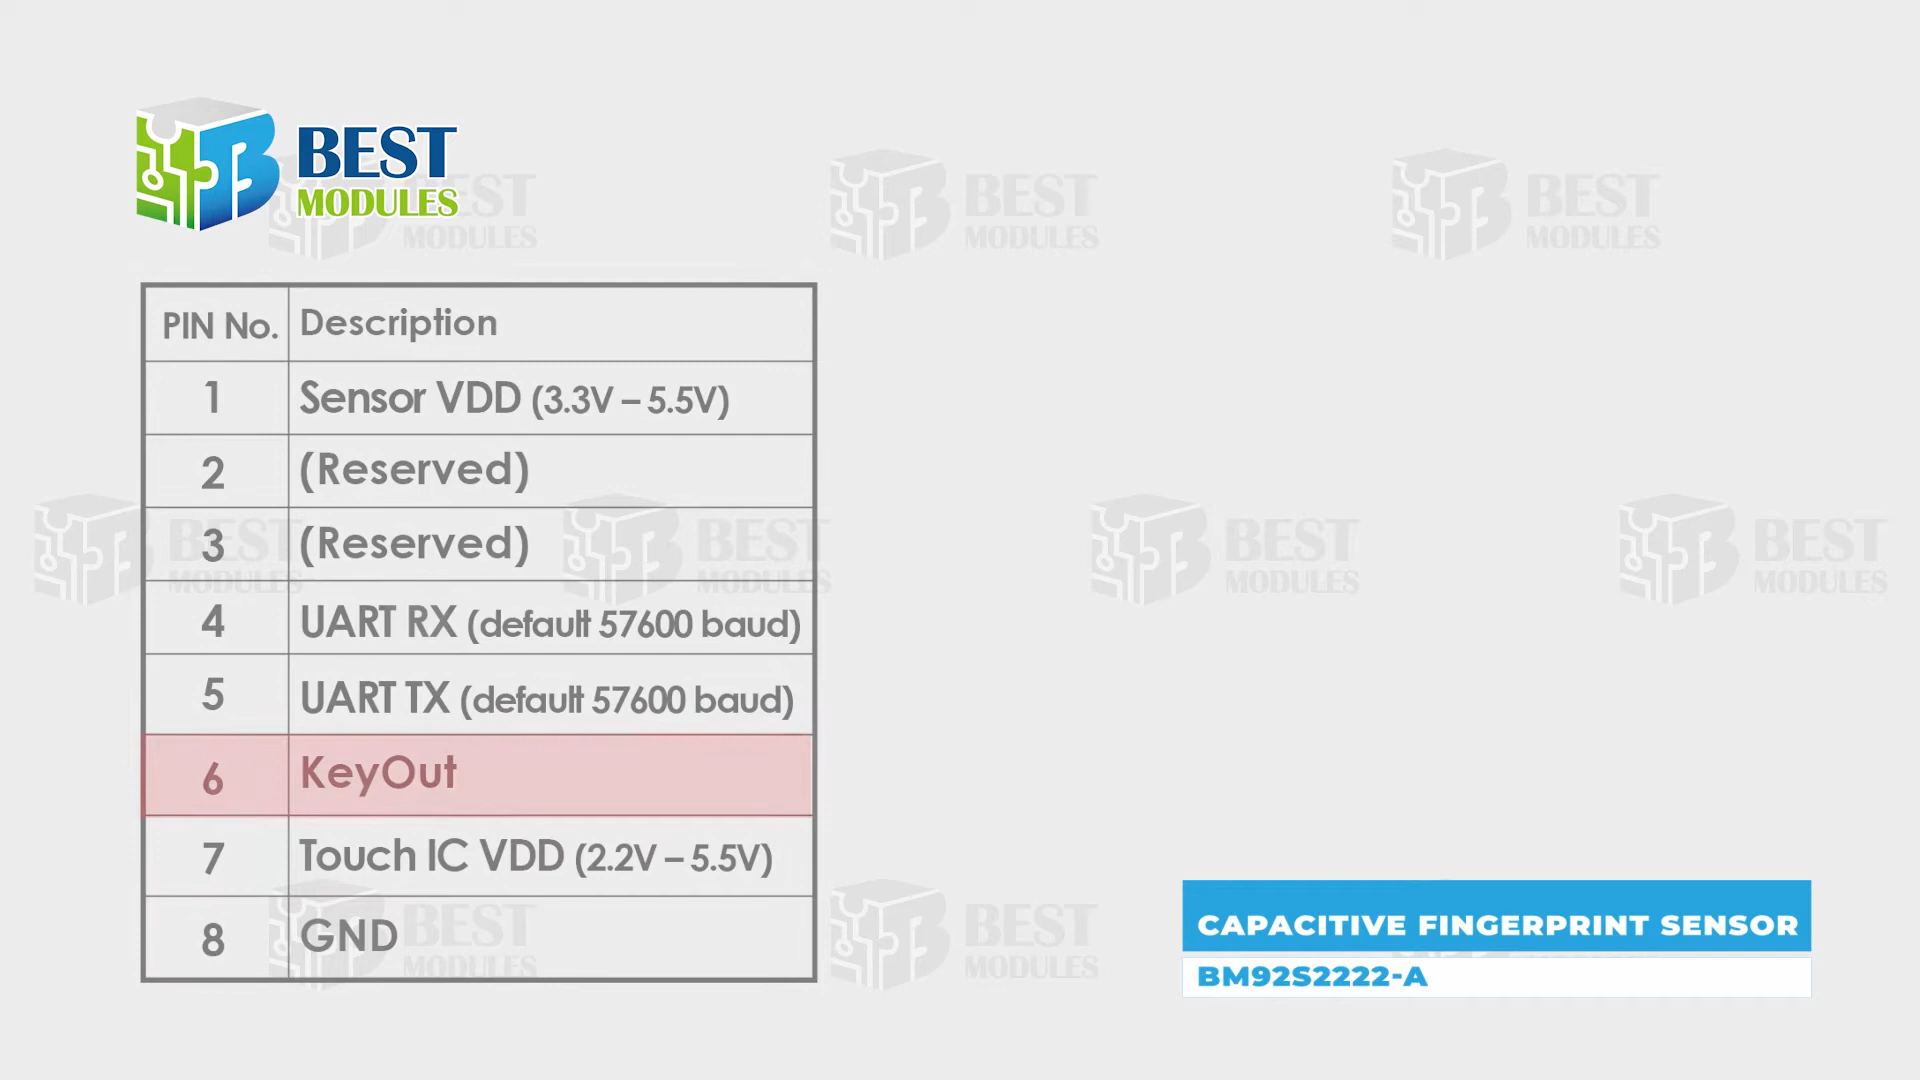 BEST
MODULES
PIN No. Description
1 Sensor VDD (3.3V – 5.5V)
2 (Reserved)
3 (Reserved)
4 UART RX (default 57600 baud)
5 UART TX (default 57600 baud)
6 KeyOut
7 Touch IC VDD (2.2V – 5.5V)
8 GND
CAPACITIVE FINGERPRINT SENSOR
BM92S2222-A